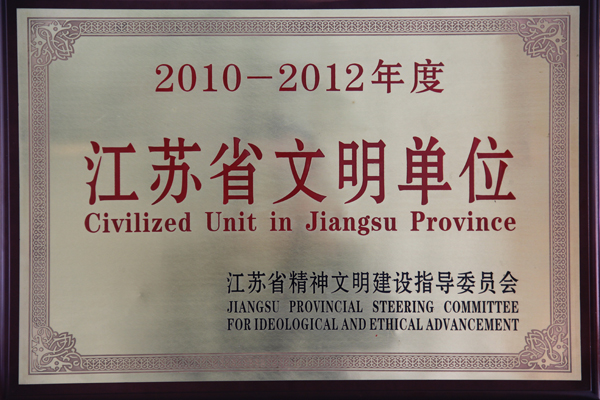 2010-2012年度
江苏省文明单位
Civilized Unit in Jiangsu Province
江苏省精神文明建设指导委员会
JIANGSU PROVINCIAL STEERING COMMITTEE
FOR IDEOLOGICAL AND ETHICAL ADVANCEMENT